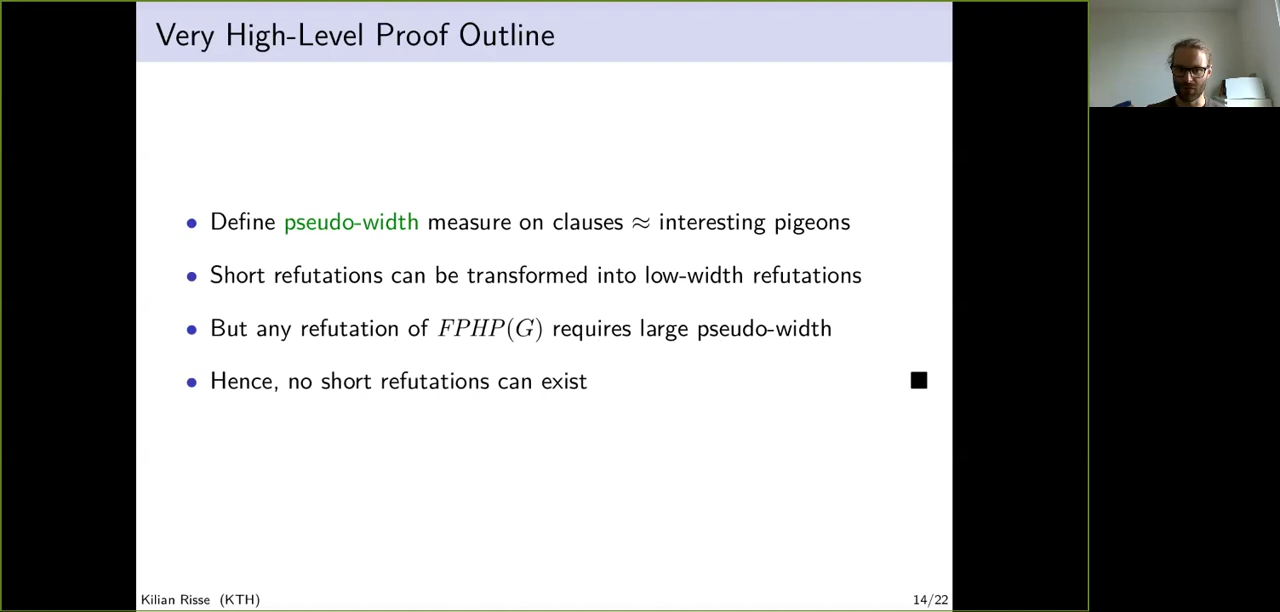 Very High-Level Proof Outline
• Define pseudo-width measure on clauses ≈ interesting pigeons
• Short refutations can be transformed into low-width refutations
• But any refutation of FPHP(G) requires large pseudo-width
• Hence, no short refutations can exist ■
Kilian Risse (KTH) 14/22